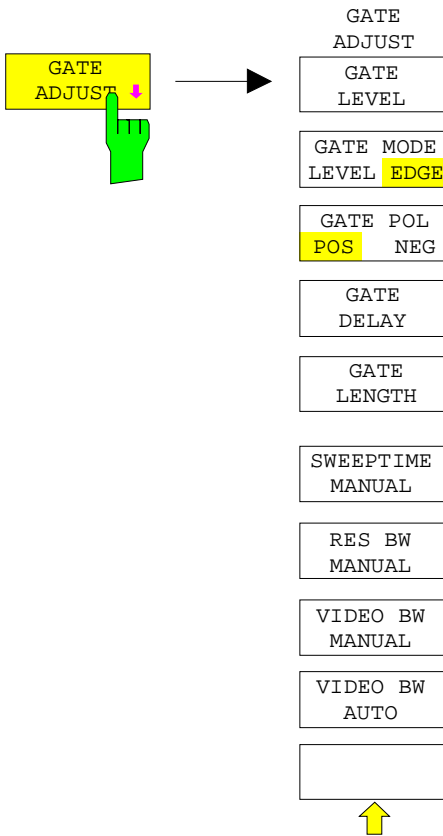 GATE
ADJUST
GATE
ADJUST
GATE
LEVEL
GATE MODE
LEVEL EDGE
GATE POL
POS NEG
GATE
DELAY
GATE
LENGTH
SWEEPTIME
MANUAL
RES BW
MANUAL
VIDEO BW
MANUAL
VIDEO BW
AUTO